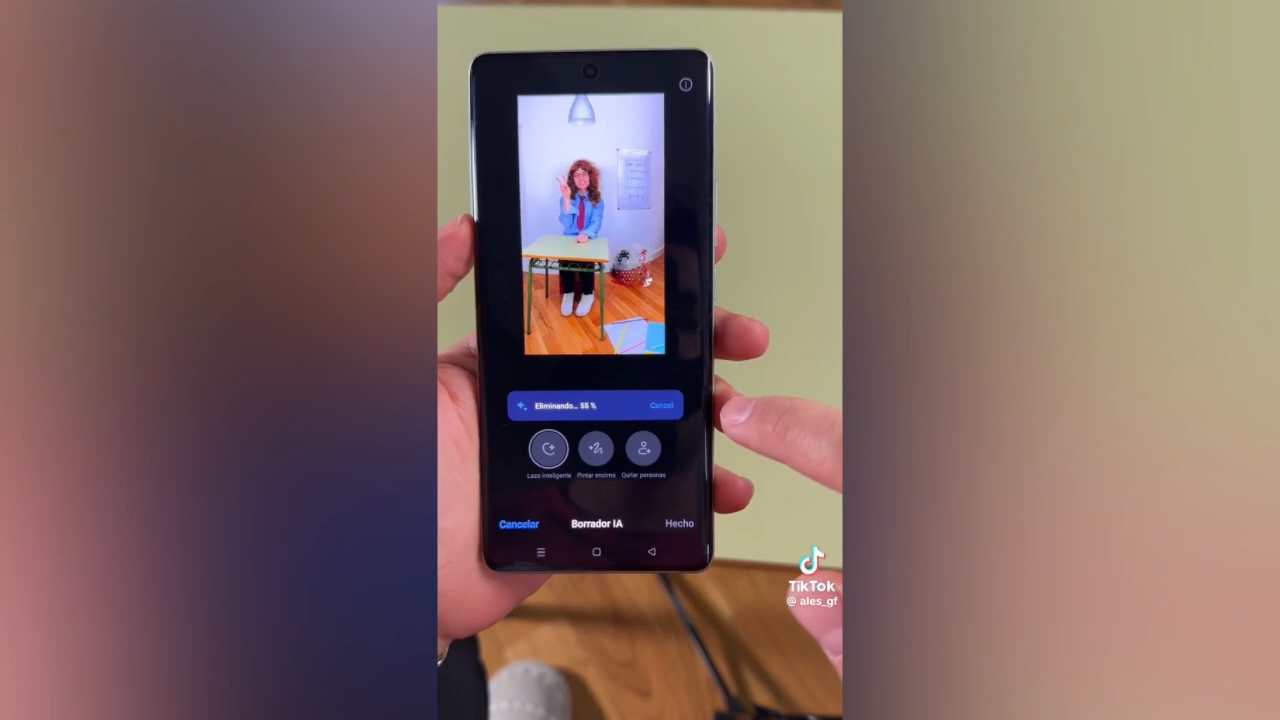 Eliminando... 55 %
Cancel
Lazo inteligente
Pintar encima
Quitar personas
Cancelar
Borrador IA
Hecho
TikTok
@ ales_gf